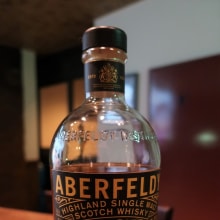 ABERFELDY
HIGHLAND SINGLE MALT
SCOTCH WHISKY